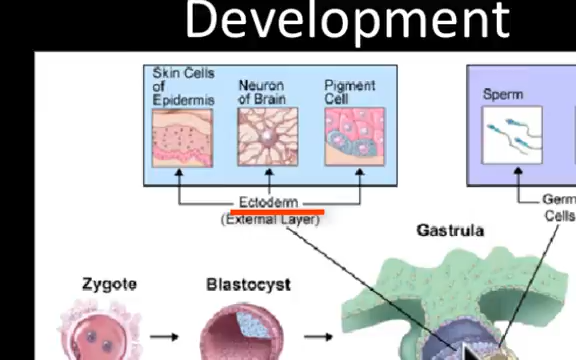 Development
Skin Cells
of
Epidermis
Neuron
of Brain
Pigment
Cell
Sperm
Ectoderm
(External Layer)
Germ
Cells
Gastrula
Zygote
Blastocyst